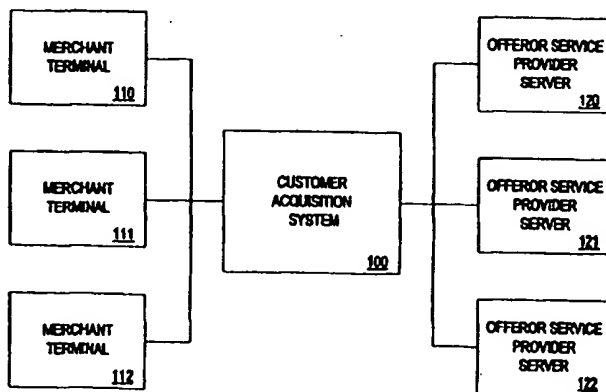 MERCHANT
TERMINAL
110
MERCHANT
TERMINAL
111
MERCHANT
TERMINAL
112
CUSTOMER
ACQUISITION
SYSTEM
100
OFFEROR SERVICE
PROVIDER
SERVER
120
OFFEROR SERVICE
PROVIDER
SERVER
121
OFFEROR SERVICE
PROVIDER
SERVER
122